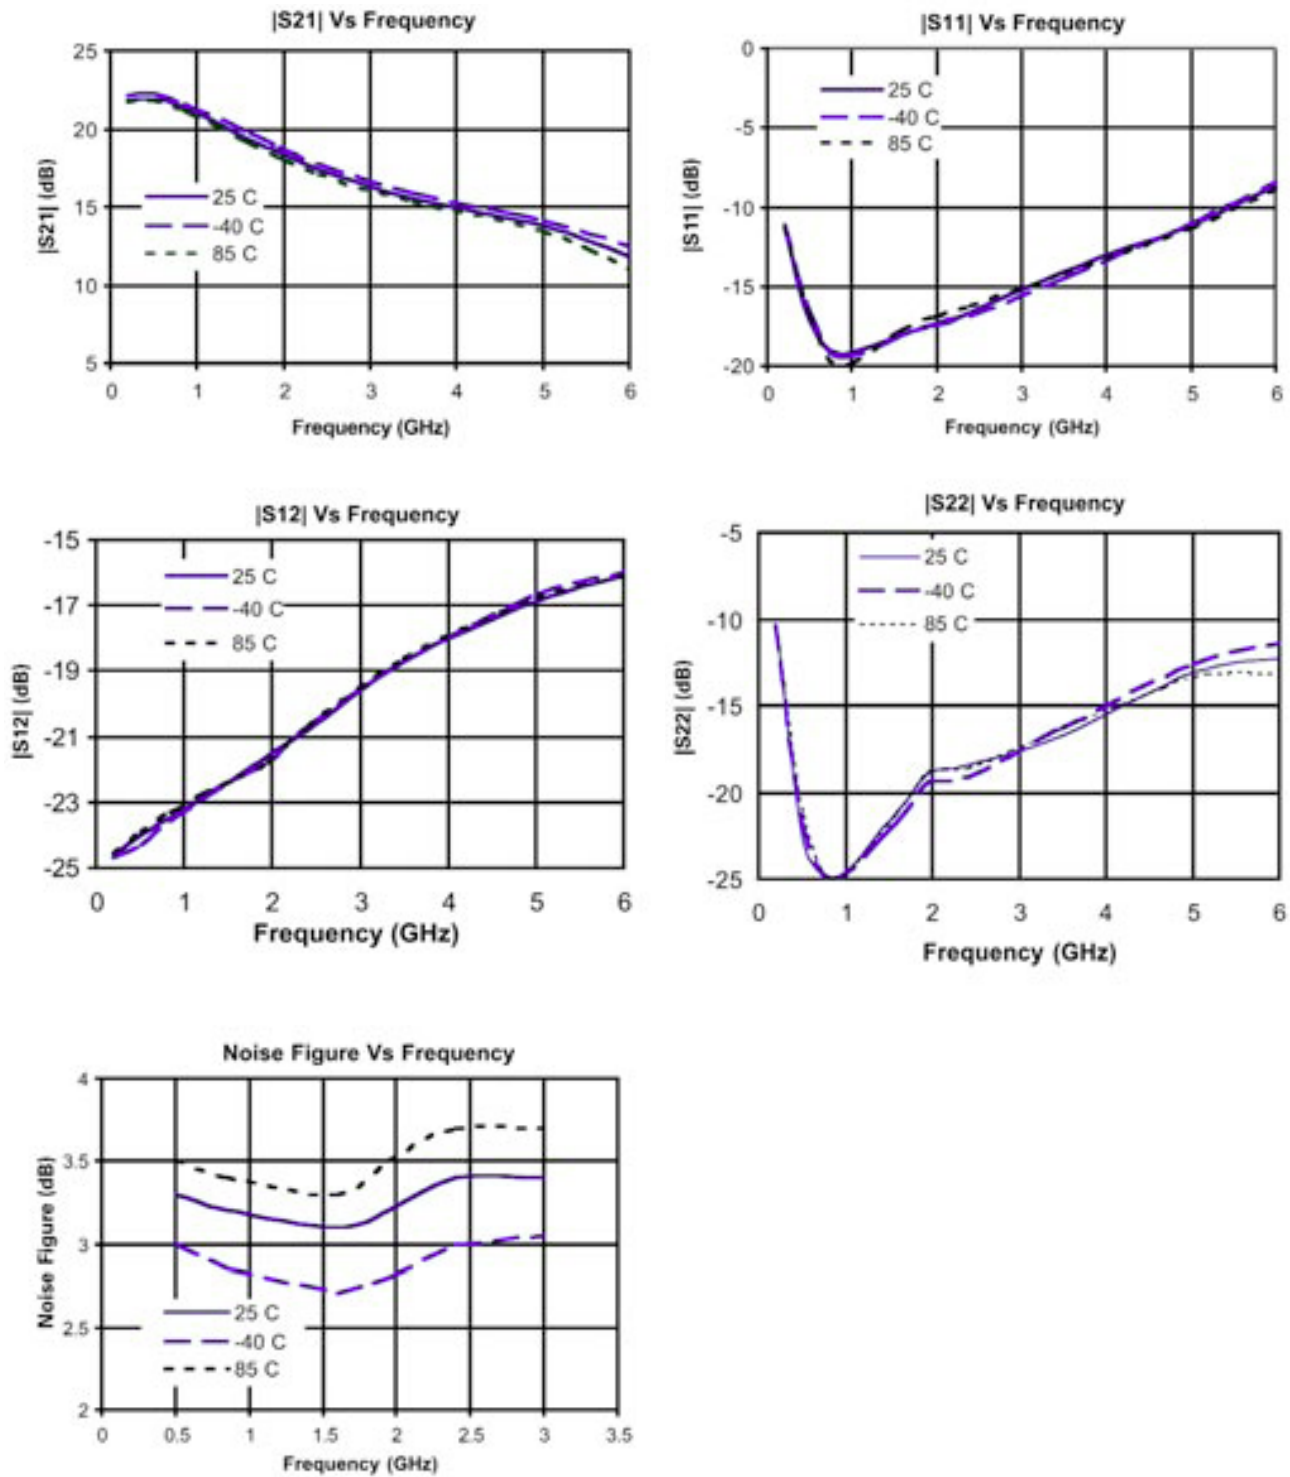 |S21| Vs Frequency
25
20
15
10
5
|S21| (dB)
25 C
-40 C
85 C
0 1 2 3 4 5 6
Frequency (GHz)
|S11| Vs Frequency
0
-5
-10
-15
-20
|S11| (dB)
25 C
-40 C
85 C
0 1 2 3 4 5 6
Frequency (GHz)
|S12| Vs Frequency
-15
-17
-19
-21
-23
-25
|S12| (dB)
25 C
-40 C
85 C
0 1 2 3 4 5 6
Frequency (GHz)
|S22| Vs Frequency
-5
-10
-15
-20
-25
|S22| (dB)
25 C
-40 C
85 C
0 1 2 3 4 5 6
Frequency (GHz)
Noise Figure Vs Frequency
4
3.5
3
2.5
2
Noise Figure (dB)
25 C
-40 C
85 C
0 0.5 1 1.5 2 2.5 3 3.5
Frequency (GHz)